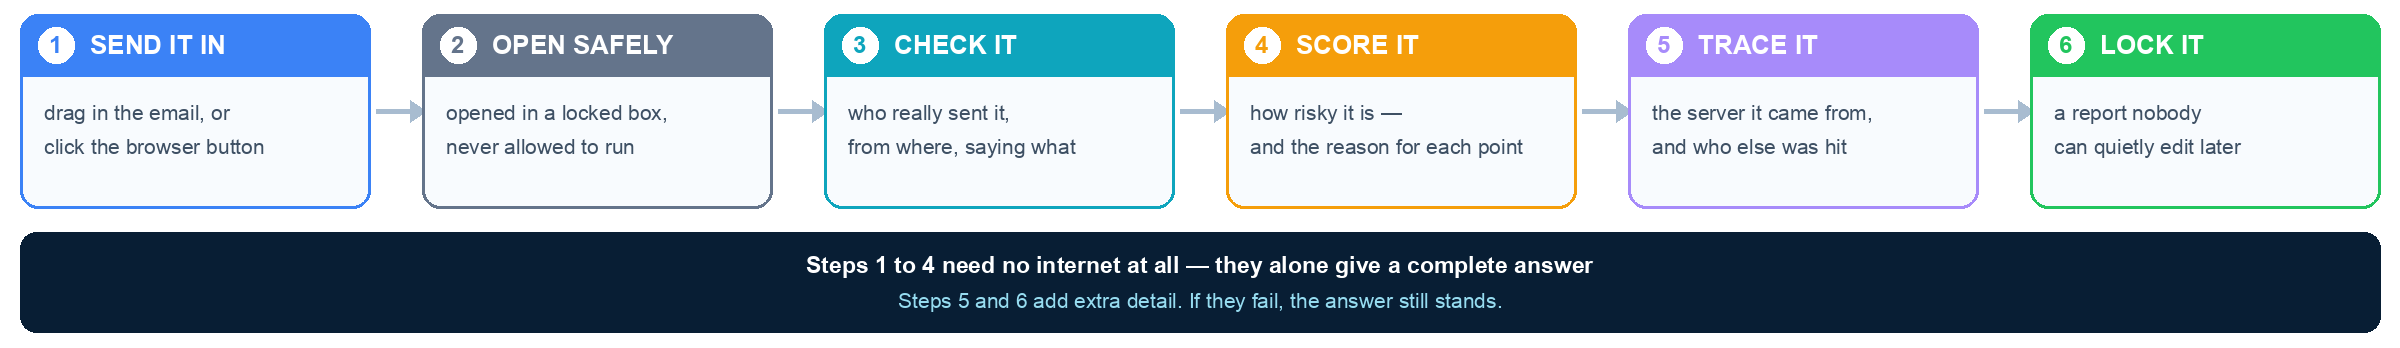 1 SEND IT IN
drag in the email, or
click the browser button
2 OPEN SAFELY
opened in a locked box,
never allowed to run
3 CHECK IT
who really sent it,
from where, saying what
4 SCORE IT
how risky it is —
and the reason for each point
5 TRACE IT
the server it came from,
and who else was hit
6 LOCK IT
a report nobody
can quietly edit later
Steps 1 to 4 need no internet at all — they alone give a complete answer
Steps 5 and 6 add extra detail. If they fail, the answer still stands.